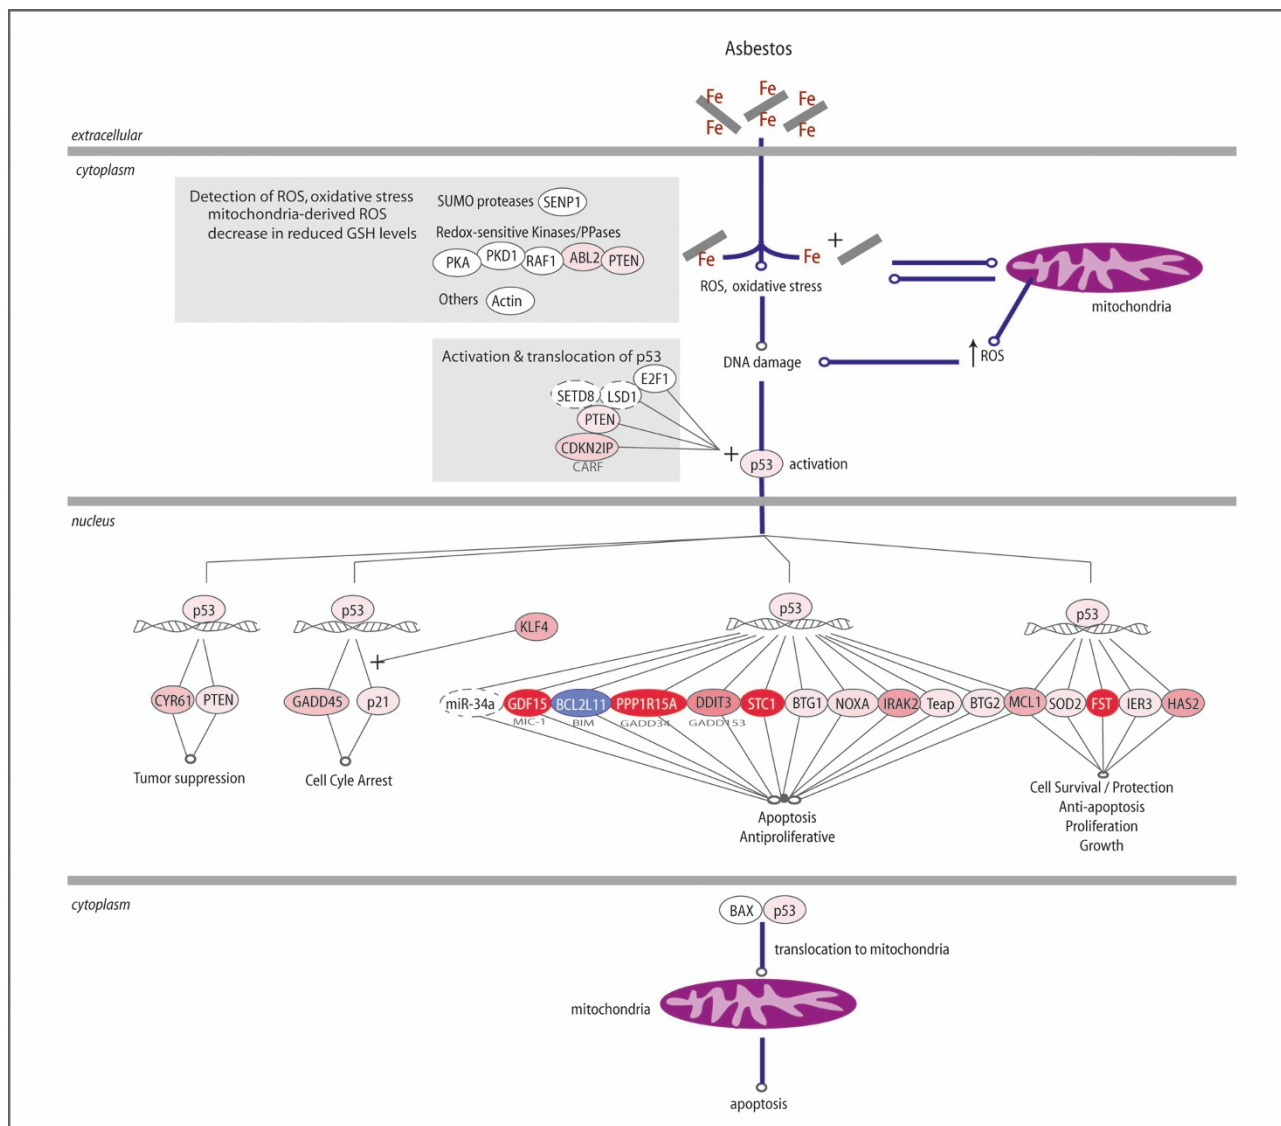 Asbestos
Fe Fe Fe
Fe Fe Fe
extracellular
cytoplasm
Detection of ROS, oxidative stress
mitochondria-derived ROS
decrease in reduced GSH levels
SUMO proteases SENP1
Redox-sensitive Kinases/PPases
PKA PKD1 RAF1 ABL2 PTEN
Others Actin
Fe Fe +
ROS, oxidative stress
mitochondria
Activation & translocation of p53
DNA damage
↑ ROS
E2F1
SETD8 LSD1
PTEN
CDKN2IP
CARF
+
p53 activation
nucleus
p53 p53 p53 p53
KLF4
+
CYR61 PTEN
GADD45 p21
miR-34a GDF15 BCL2L11 PPP1R15A DDIT3 STC1 BTG1 NOXA IRAK2 Teap BTG2 MCL1 SOD2 FST IER3 HAS2
MIC-1 BIM GADD34 GADD153
Tumor suppression
Cell Cyle Arrest
Apoptosis
Antiproliferative
Cell Survival / Protection
Anti-apoptosis
Proliferation
Growth
cytoplasm
BAX p53
translocation to mitochondria
mitochondria
apoptosis